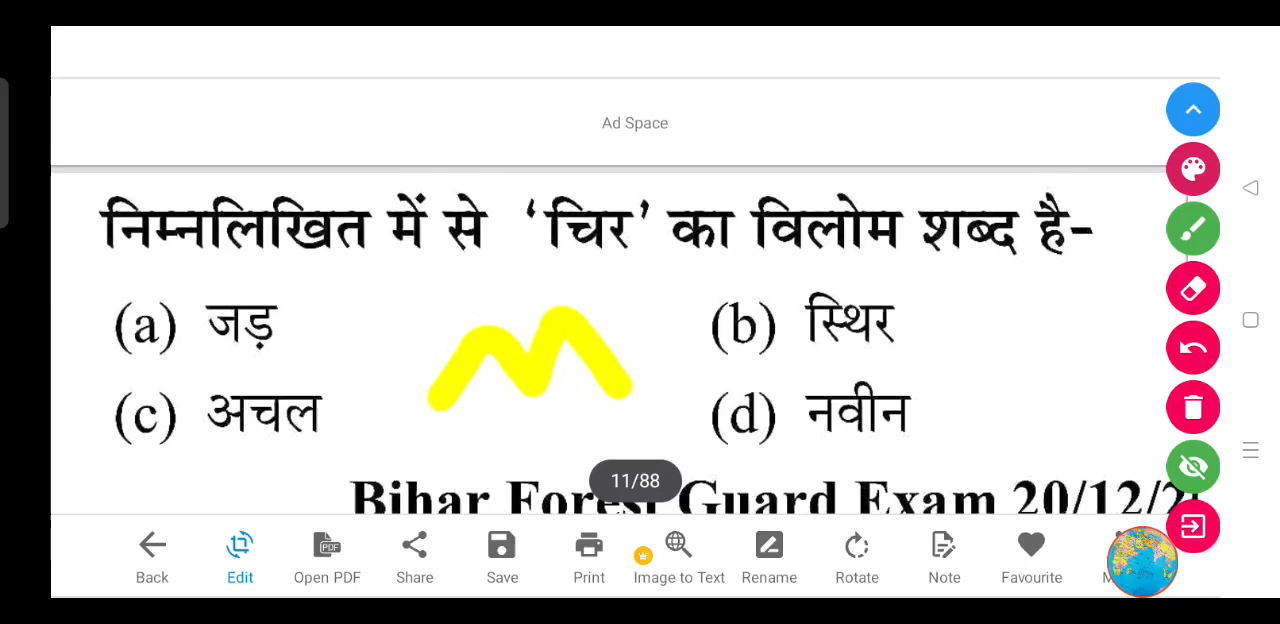 Ad Space
निम्नलिखित में से ‘चिर’ का विलोम शब्द है-
(a) जड़ (b) स्थिर
(c) अचल (d) नवीन
11/88
Bihar Forest Guard Exam 20/12/2
Back Edit Open PDF Share Save Print Image to Text Rename Rotate Note Favourite
PDF